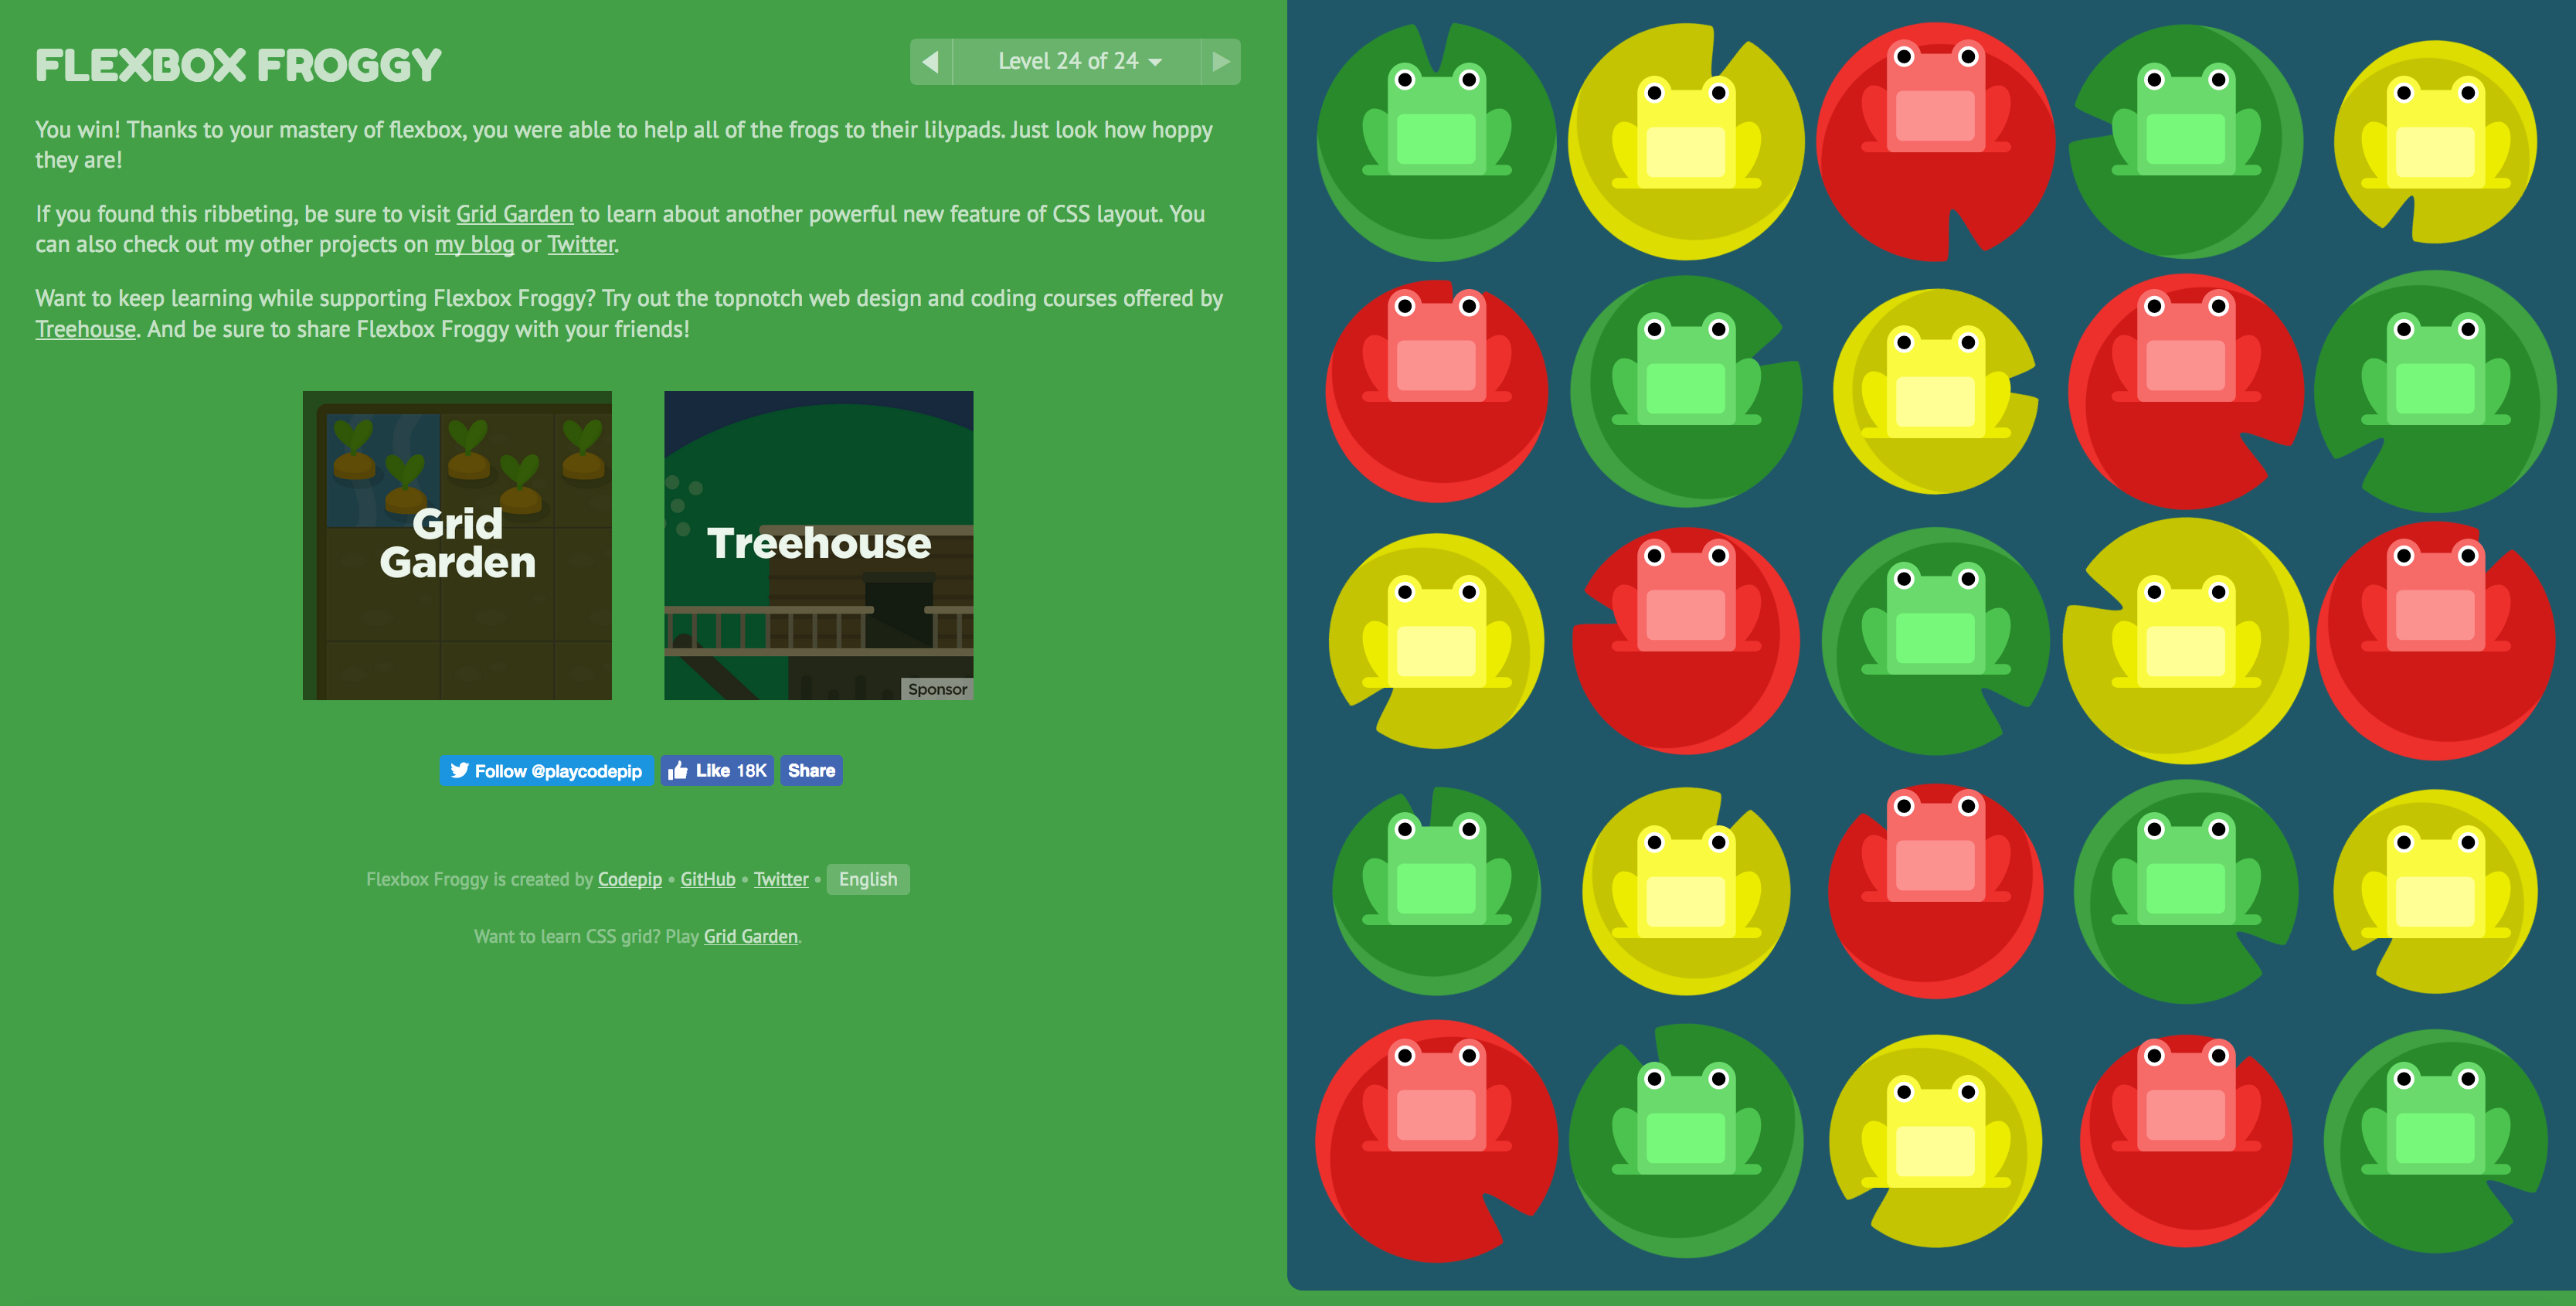 FLEXBOX FROGGY
Level 24 of 24
You win! Thanks to your mastery of flexbox, you were able to help all of the frogs to their lilypads. Just look how hoppy
they are!
If you found this ribbeting, be sure to visit Grid Garden to learn about another powerful new feature of CSS layout. You
can also check out my other projects on my blog or Twitter.
Want to keep learning while supporting Flexbox Froggy? Try out the topnotch web design and coding courses offered by
Treehouse. And be sure to share Flexbox Froggy with your friends!
Grid
Garden
Treehouse
Sponsor
Follow @playcodepip Like 18K Share
Flexbox Froggy is created by Codepip • GitHub • Twitter • English
Want to learn CSS grid? Play Grid Garden.